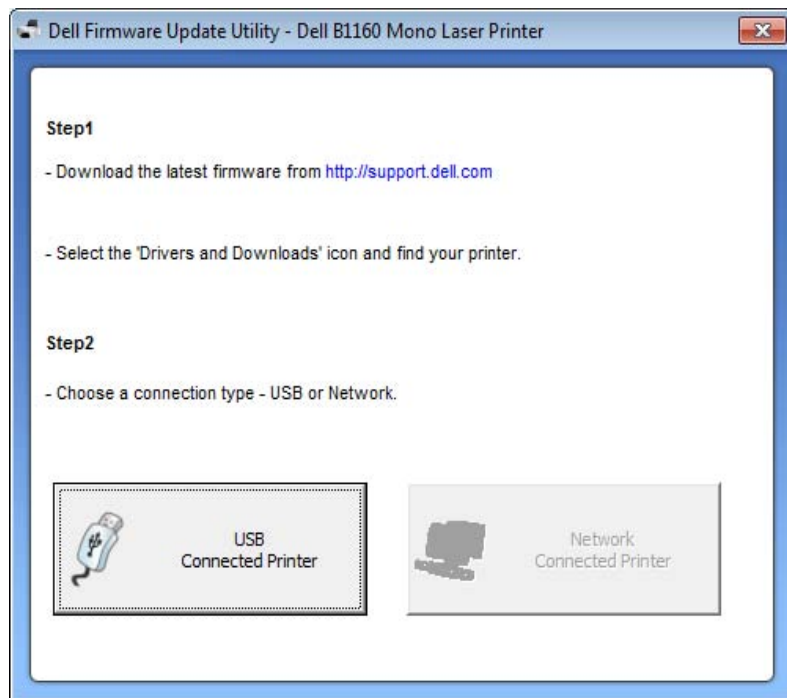 Dell Firmware Update Utility - Dell B1160 Mono Laser Printer
Step1
- Download the latest firmware from http://support.dell.com
- Select the 'Drivers and Downloads' icon and find your printer.
Step2
- Choose a connection type - USB or Network.
USB
Connected Printer
Network
Connected Printer